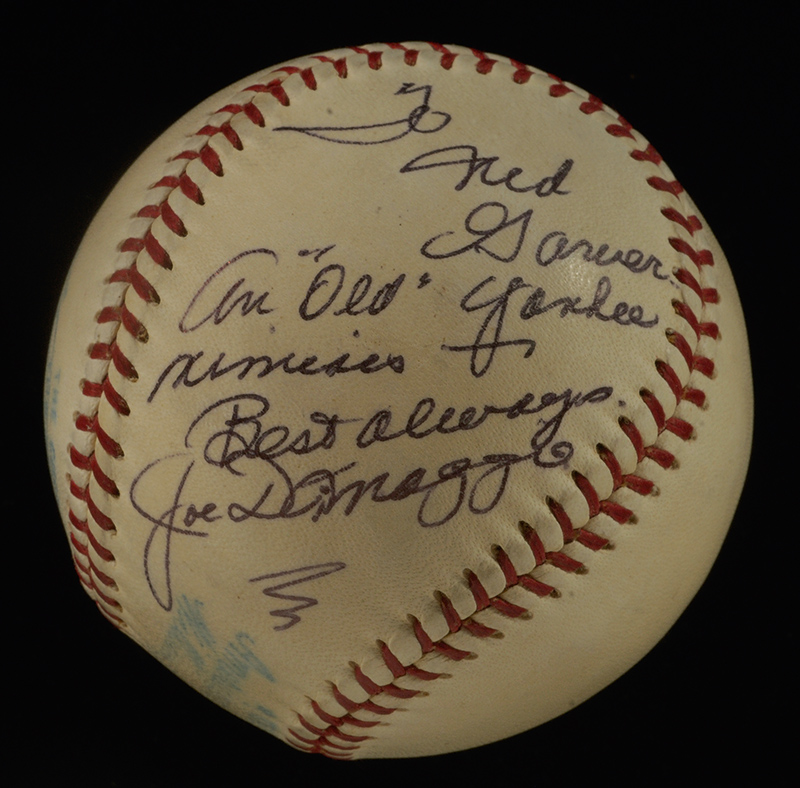 To
Ned
Garver
An "Old" Yankee
nemesis
Best always.
Joe DiMaggio